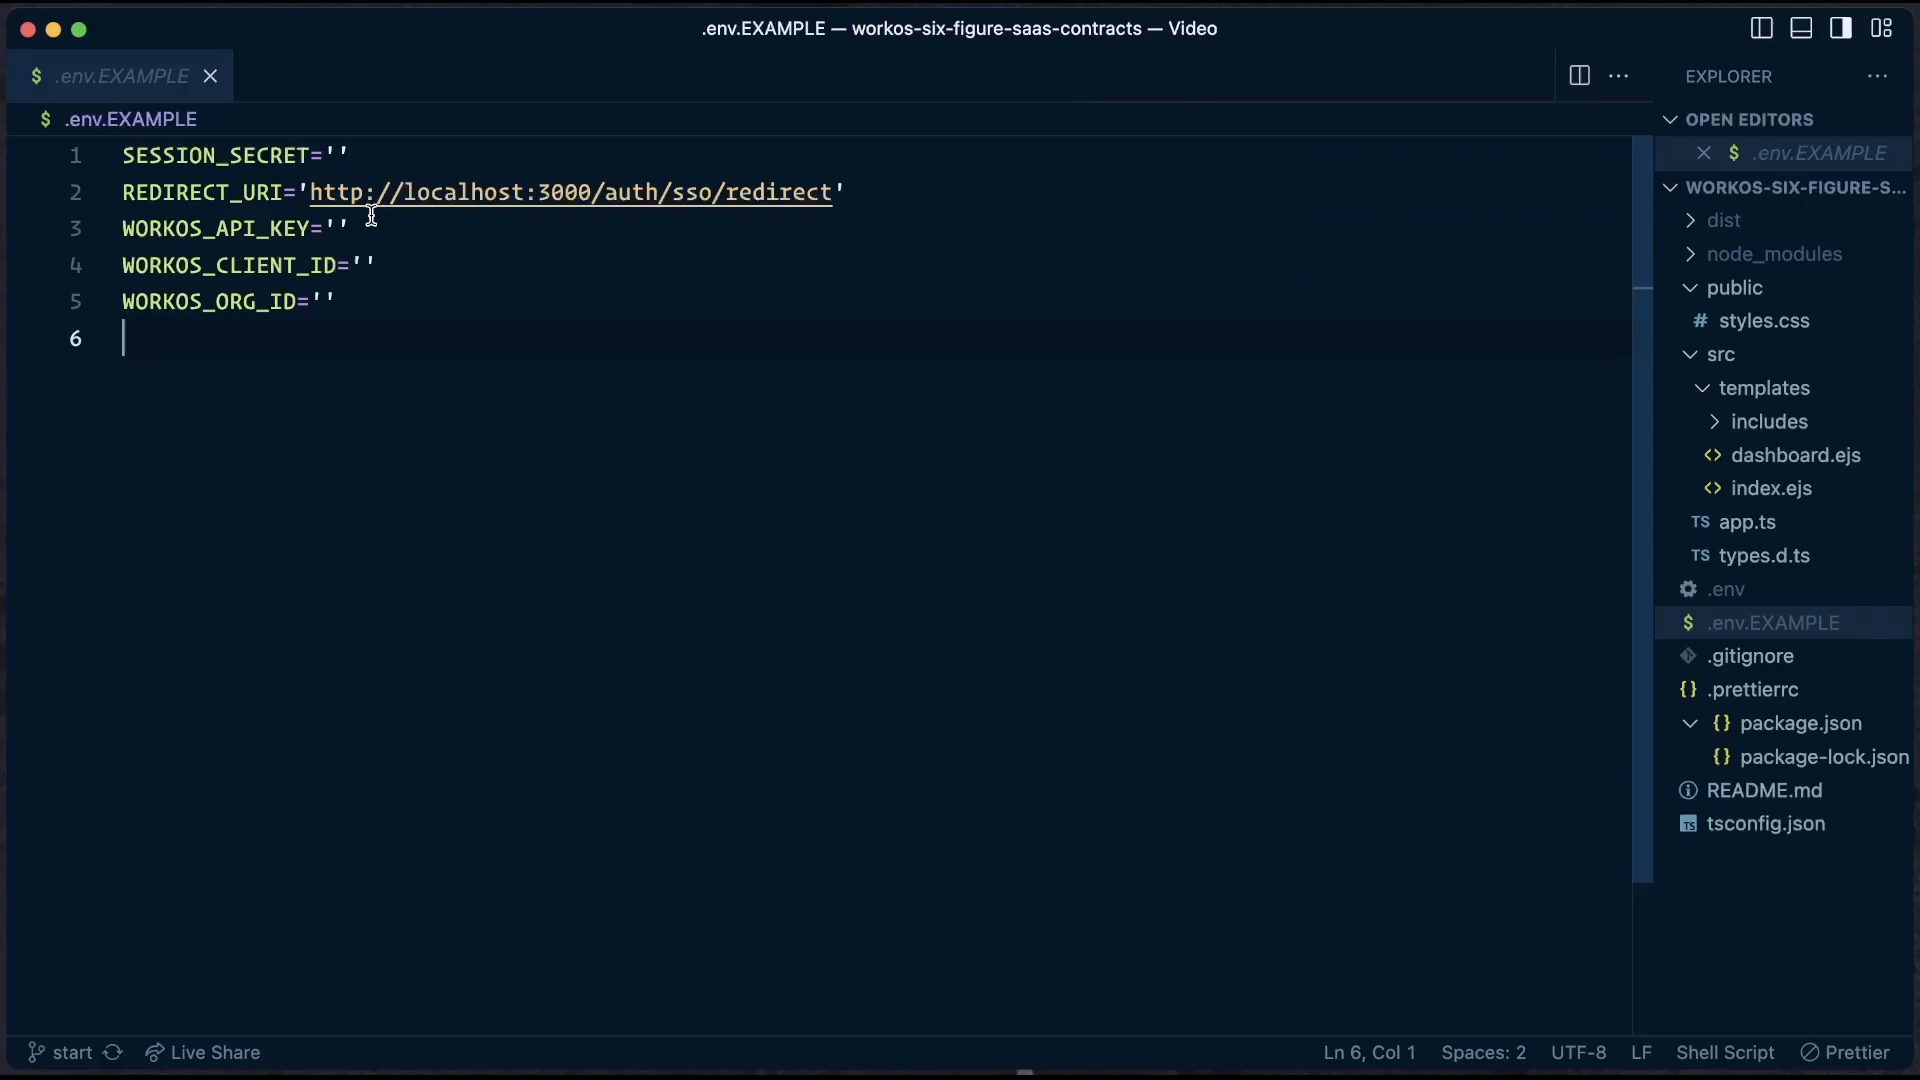 .env.EXAMPLE — workos-six-figure-saas-contracts — Video
$ .env.EXAMPLE
$ .env.EXAMPLE
1 SESSION_SECRET=''
2 REDIRECT_URI='http://localhost:3000/auth/sso/redirect'
3 WORKOS_API_KEY=''
4 WORKOS_CLIENT_ID=''
5 WORKOS_ORG_ID=''
6
EXPLORER
OPEN EDITORS
$ .env.EXAMPLE
WORKOS-SIX-FIGURE-S...
dist
node_modules
public
# styles.css
src
templates
includes
<> dashboard.ejs
<> index.ejs
TS app.ts
TS types.d.ts
.env
$ .env.EXAMPLE
.gitignore
{} .prettierrc
{} package.json
{} package-lock.json
README.md
TS tsconfig.json
start Live Share Ln 6, Col 1 Spaces: 2 UTF-8 LF Shell Script Prettier